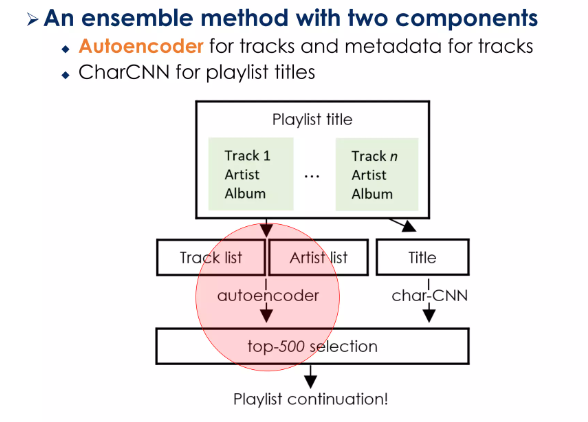 ➢ An ensemble method with two components
◆ Autoencoder for tracks and metadata for tracks
◆ CharCNN for playlist titles
Playlist title
Track 1
Artist
Album
...
Track n
Artist
Album
Track list
Artist list
Title
autoencoder
char-CNN
top-500 selection
Playlist continuation!